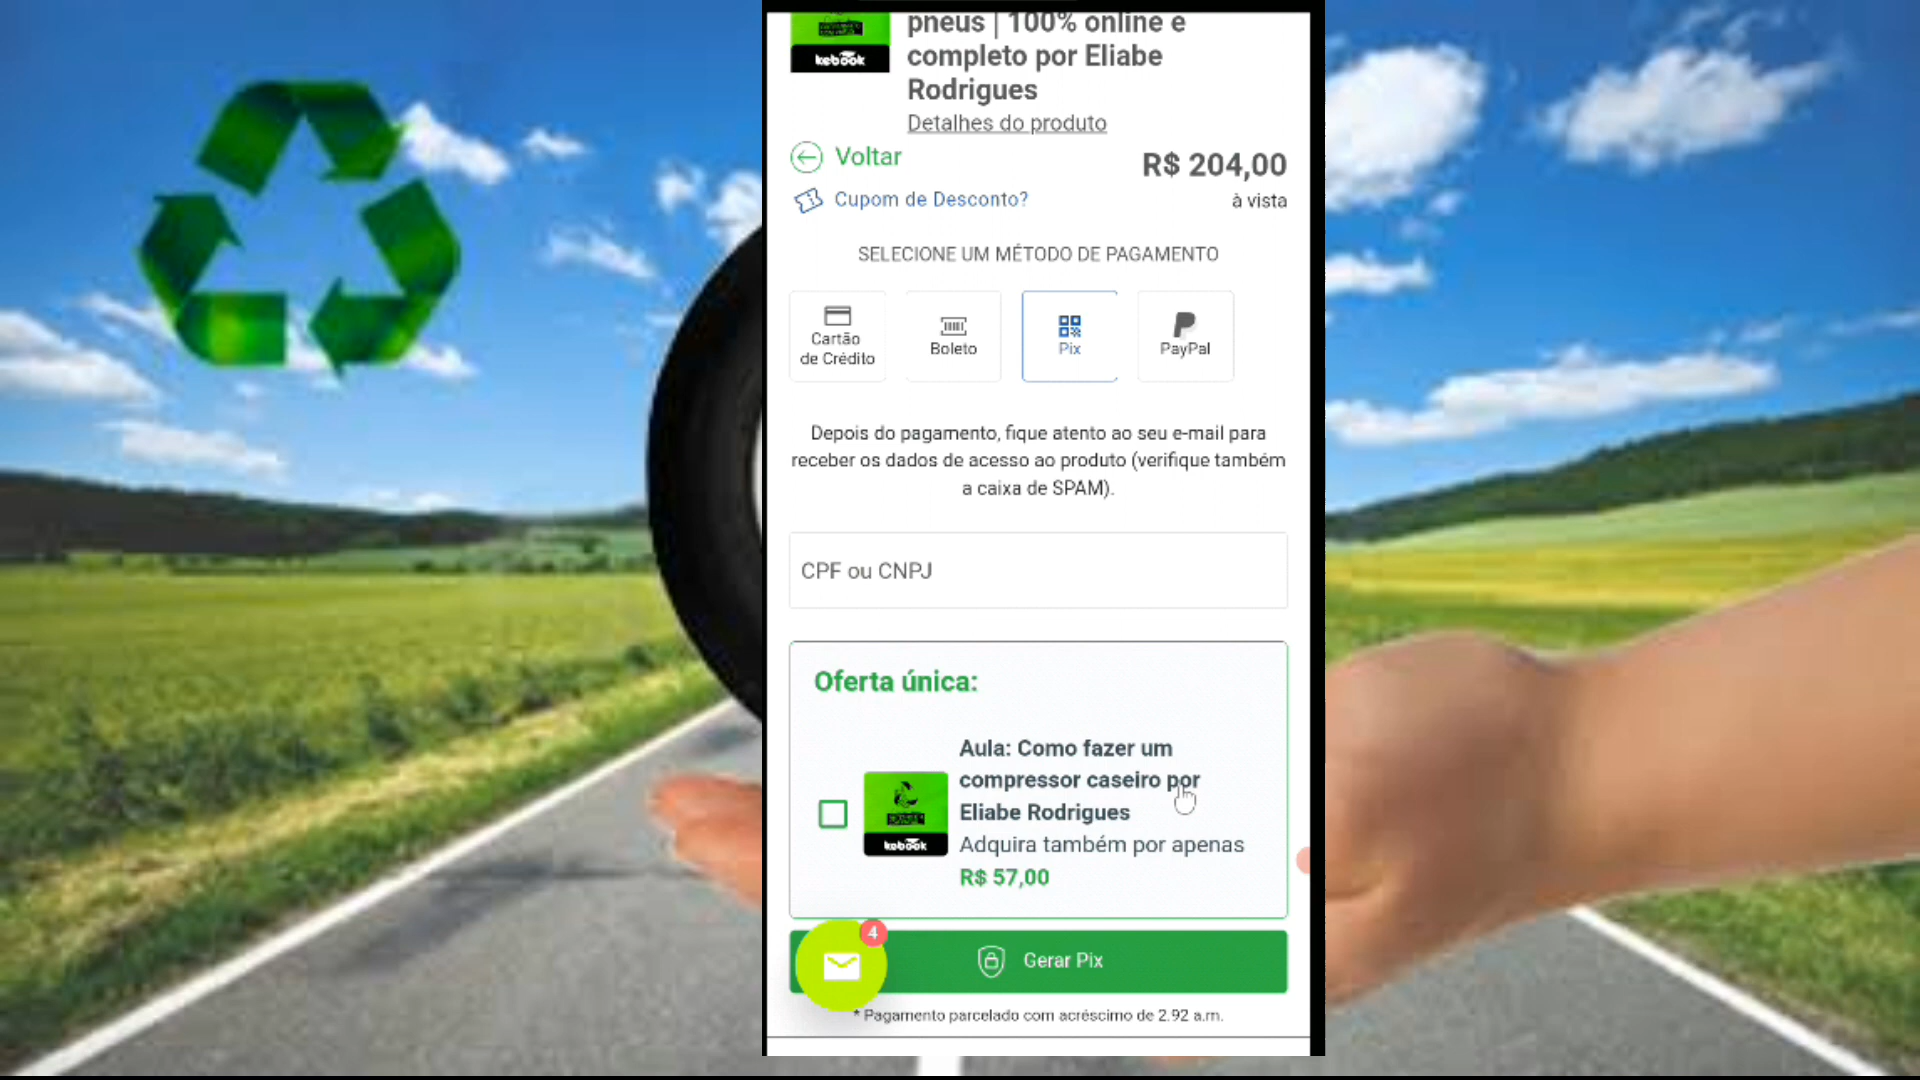 pneus | 100% online e
kebook
completo por Eliabe
Rodrigues
Detalhes do produto
Voltar
R$ 204,00
Cupom de Desconto?
à vista
SELECIONE UM MÉTODO DE PAGAMENTO
Cartão
de Crédito
Boleto
Pix
PayPal
Depois do pagamento, fique atento ao seu e-mail para
receber os dados de acesso ao produto (verifique também
a caixa de SPAM).
CPF ou CNPJ
Oferta única:
Aula: Como fazer um
compressor caseiro por
Eliabe Rodrigues
kebook
Adquira também por apenas
R$ 57,00
4
Gerar Pix
* Pagamento parcelado com acréscimo de 2.92 a.m.